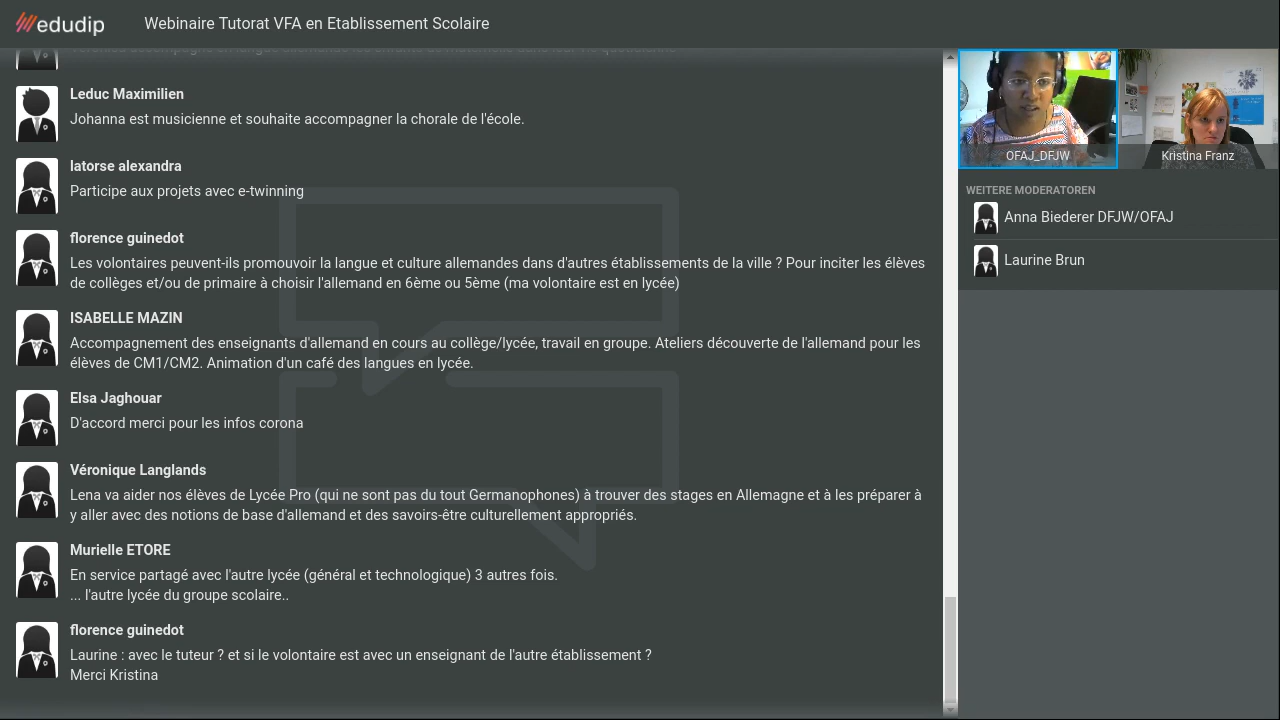 edudip
Webinaire Tutorat VFA en Etablissement Scolaire
Leduc Maximilien
Johanna est musicienne et souhaite accompagner la chorale de l'école.
latorse alexandra
Participe aux projets avec e-twinning
florence guinedot
Les volontaires peuvent-ils promouvoir la langue et culture allemandes dans d'autres établissements de la ville ? Pour inciter les élèves
de collèges et/ou de primaire à choisir l'allemand en 6ème ou 5ème (ma volontaire est en lycée)
ISABELLE MAZIN
Accompagnement des enseignants d'allemand en cours au collège/lycée, travail en groupe. Ateliers découverte de l'allemand pour les
élèves de CM1/CM2. Animation d'un café des langues en lycée.
Elsa Jaghouar
D'accord merci pour les infos corona
Véronique Langlands
Lena va aider nos élèves de Lycée Pro (qui ne sont pas du tout Germanophones) à trouver des stages en Allemagne et à les préparer à
y aller avec des notions de base d'allemand et des savoirs-être culturellement appropriés.
Murielle ETORE
En service partagé avec l'autre lycée (général et technologique) 3 autres fois.
... l'autre lycée du groupe scolaire..
florence guinedot
Laurine : avec le tuteur ? et si le volontaire est avec un enseignant de l'autre établissement ?
Merci Kristina
OFAJ_DFJW
Kristina Franz
WEITERE MODERATOREN
Anna Biederer DFJW/OFAJ
Laurine Brun